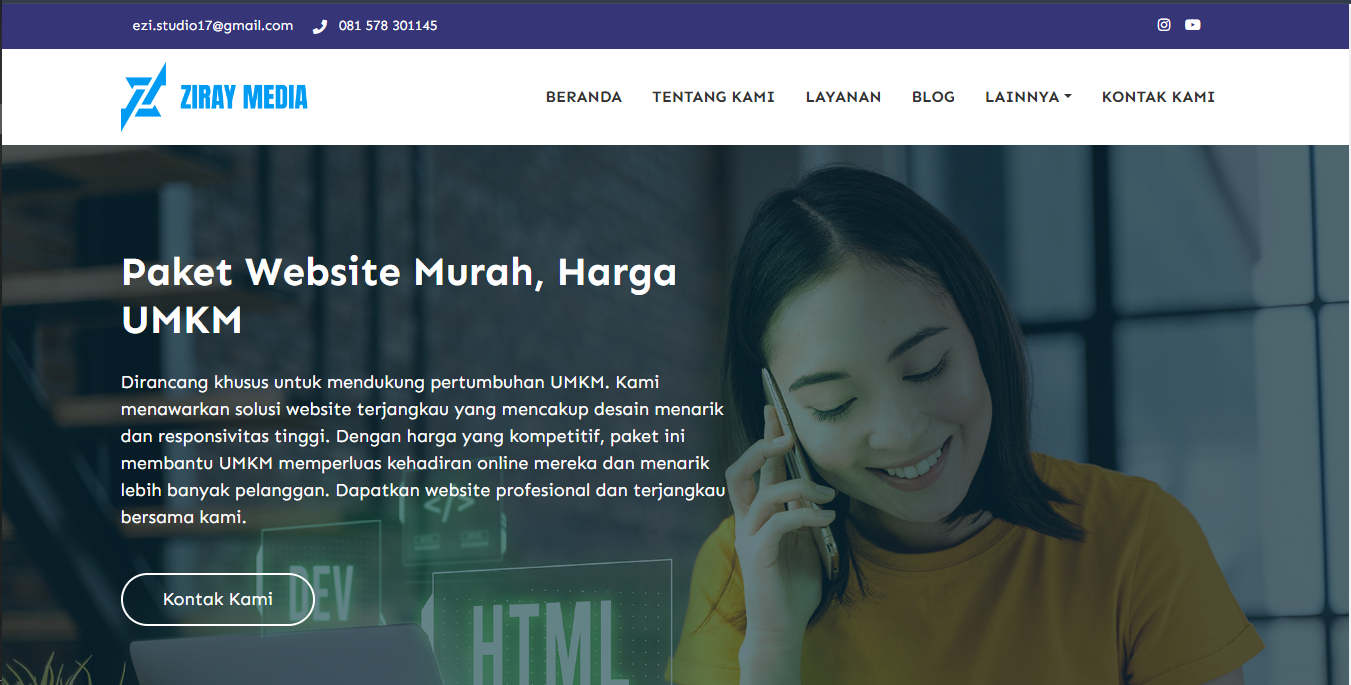 ezi.studio17@gmail.com 081 578 301145
ZIRAY MEDIA BERANDA TENTANG KAMI LAYANAN BLOG LAINNYA KONTAK KAMI
Paket Website Murah, Harga
UMKM
Dirancang khusus untuk mendukung pertumbuhan UMKM. Kami
menawarkan solusi website terjangkau yang mencakup desain menarik
dan responsivitas tinggi. Dengan harga yang kompetitif, paket ini
membantu UMKM memperluas kehadiran online mereka dan menarik
lebih banyak pelanggan. Dapatkan website profesional dan terjangkau
bersama kami.
</>
Kontak Kami
DEV
HTML